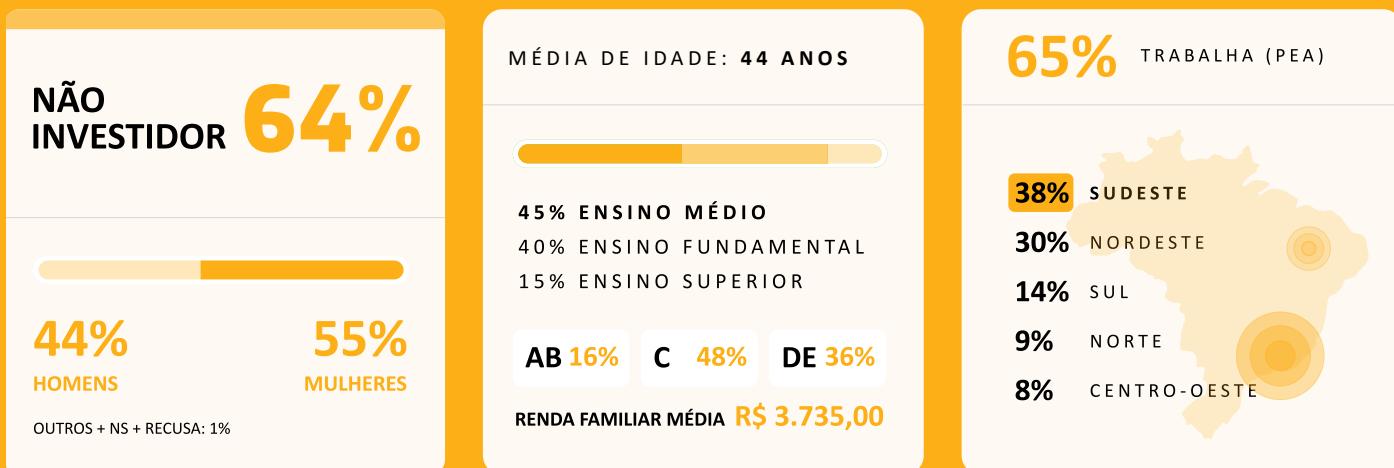 NÃO
INVESTIDOR 64%
44%
HOMENS
55%
MULHERES
OUTROS + NS + RECUSA: 1%
MÉDIA DE IDADE: 44 ANOS
45% ENSINO MÉDIO
40% ENSINO FUNDAMENTAL
15% ENSINO SUPERIOR
AB 16% C 48% DE 36%
RENDA FAMILIAR MÉDIA R$ 3.735,00
65% TRABALHA (PEA)
38% SUDESTE
30% NORDESTE
14% SUL
9% NORTE
8% CENTRO-OESTE